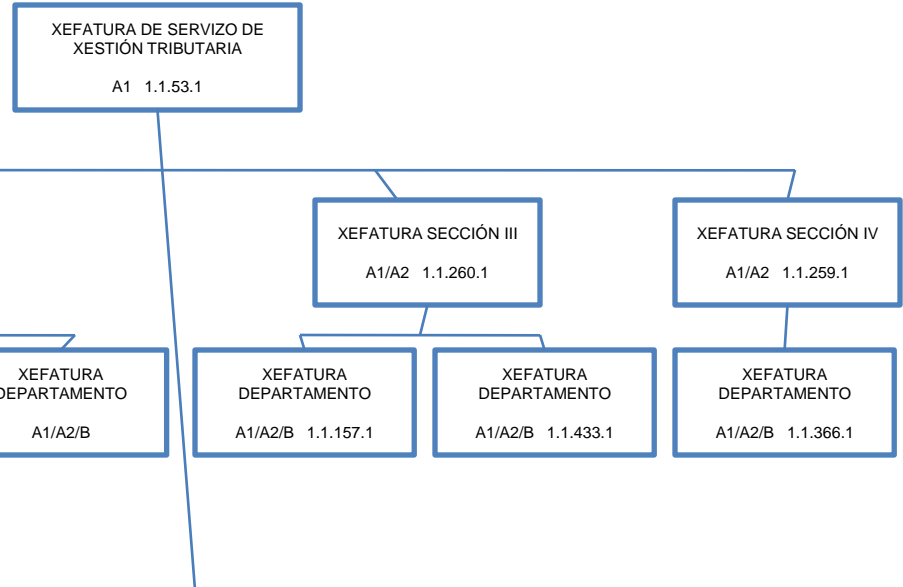 XEFATURA DE SERVIZO DE
XESTIÓN TRIBUTARIA
A1 1.1.53.1
XEFATURA SECCIÓN III
A1/A2 1.1.260.1
XEFATURA SECCIÓN IV
A1/A2 1.1.259.1
XEFATURA
DEPARTAMENTO
A1/A2/B
XEFATURA
DEPARTAMENTO
A1/A2/B 1.1.157.1
XEFATURA
DEPARTAMENTO
A1/A2/B 1.1.433.1
XEFATURA
DEPARTAMENTO
A1/A2/B 1.1.366.1